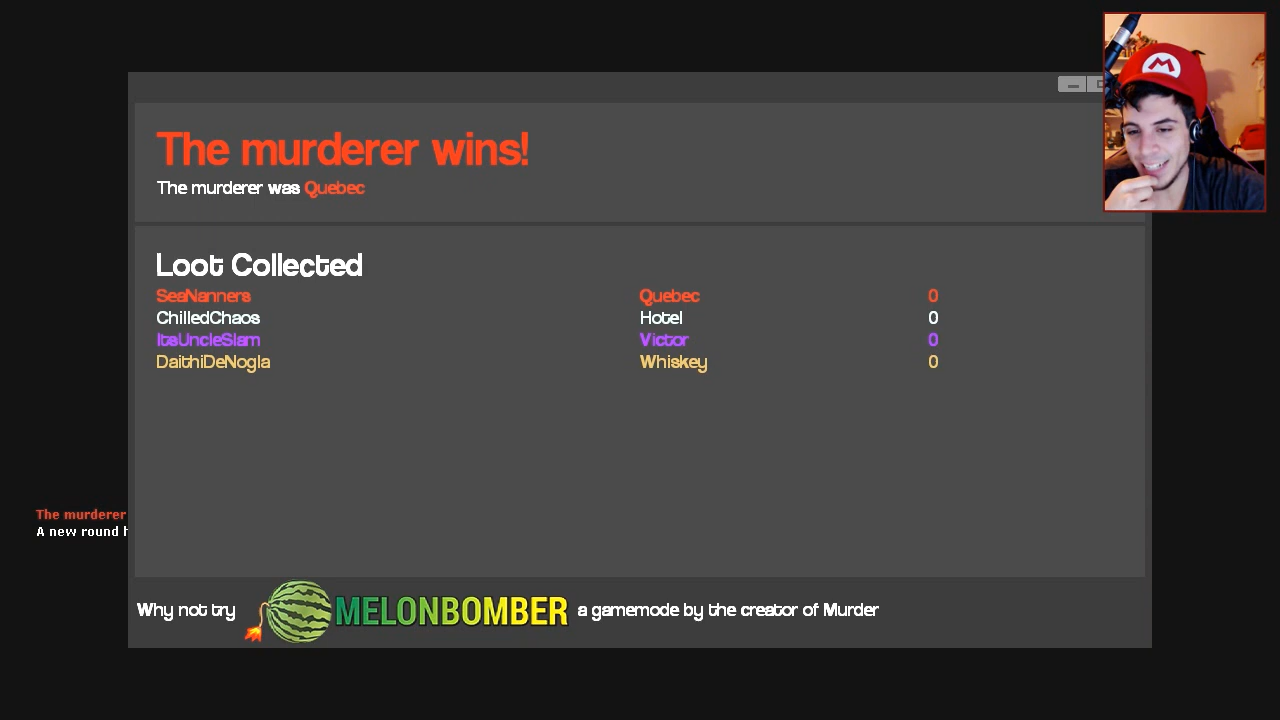 The murderer wins!
The murderer was Quebec
Loot Collected
SeaNanners Quebec 0
ChilledChaos Hotel 0
ItsUncleSlam Victor 0
DaithiDeNogla Whiskey 0
The murderer
A new round
Why not try MELONBOMBER a gamemode by the creator of Murder
M